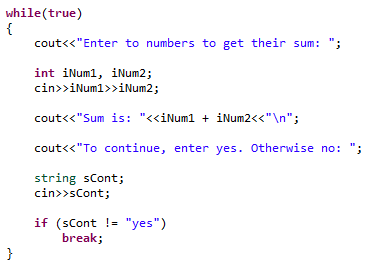 while(true)
{
    cout<<"Enter to numbers to get their sum: ";
    int iNum1, iNum2;
    cin>>iNum1>>iNum2;
    cout<<"Sum is: "<<iNum1 + iNum2<<"\n";
    cout<<"To continue, enter yes. Otherwise no: ";
    string sCont;
    cin>>sCont;
    if (sCont != "yes")
        break;
}